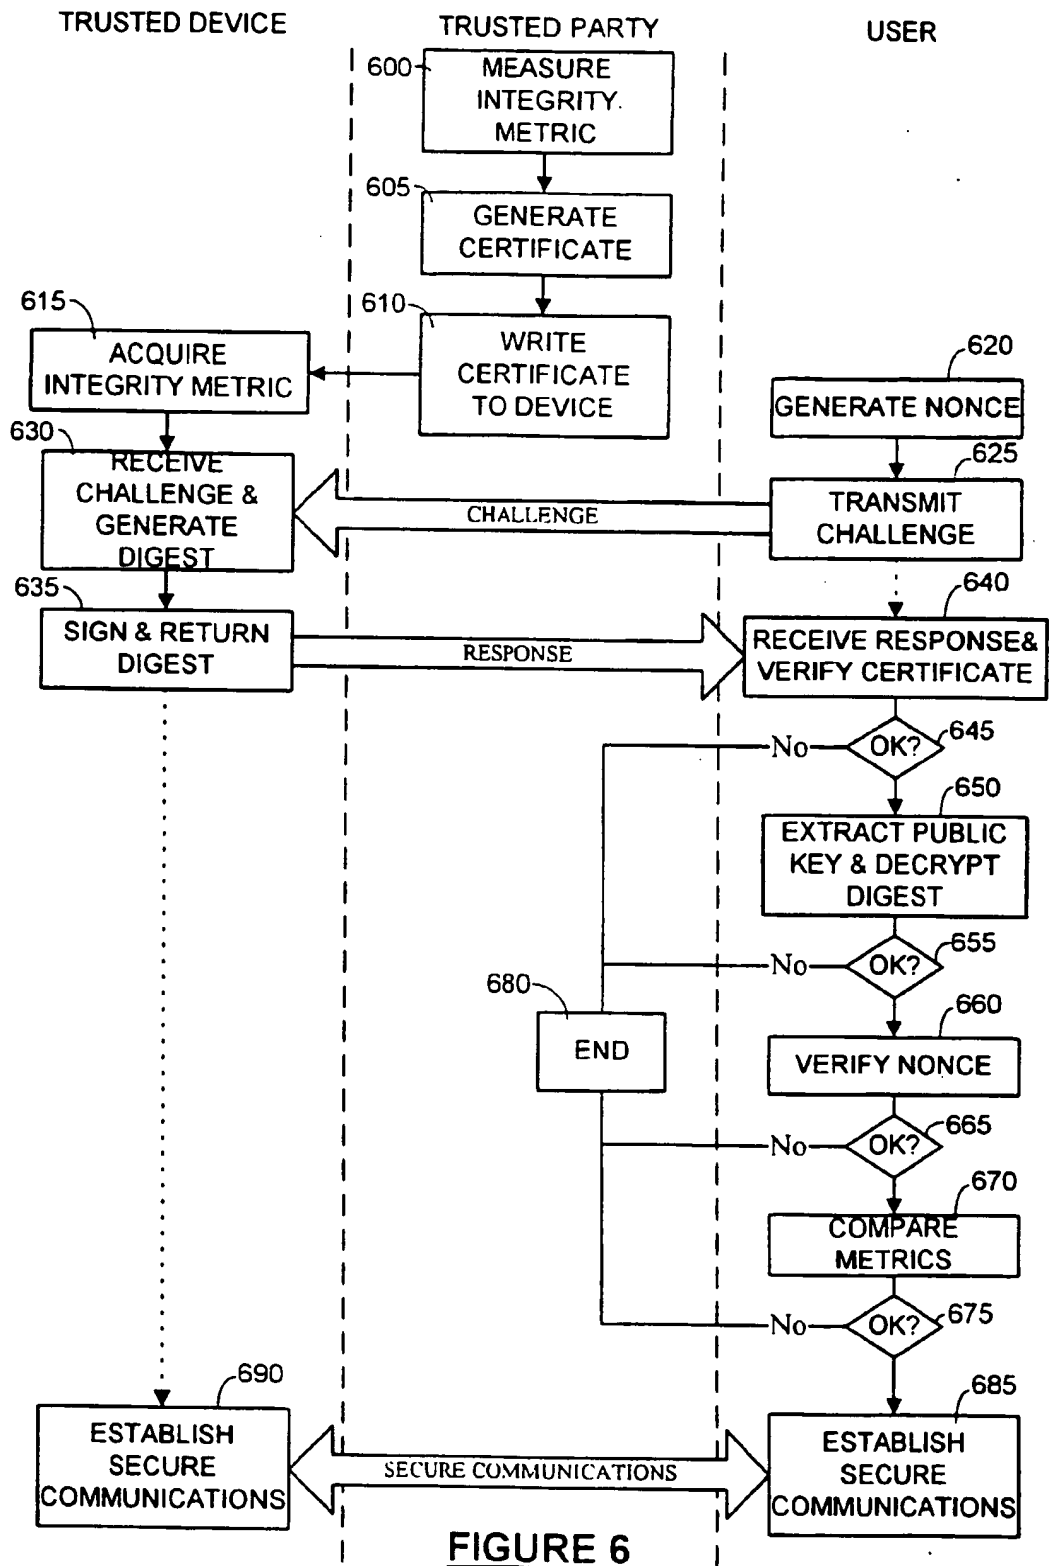 TRUSTED DEVICE
TRUSTED PARTY
USER
600
MEASURE
INTEGRITY
METRIC
605
GENERATE
CERTIFICATE
610
WRITE
CERTIFICATE
TO DEVICE
615
ACQUIRE
INTEGRITY METRIC
620
GENERATE NONCE
625
TRANSMIT
CHALLENGE
630
RECEIVE
CHALLENGE &
GENERATE
DIGEST
CHALLENGE
635
SIGN & RETURN
DIGEST
RESPONSE
640
RECEIVE RESPONSE&
VERIFY CERTIFICATE
645
OK?
No
650
EXTRACT PUBLIC
KEY & DECRYPT
DIGEST
655
OK?
No
680
END
660
VERIFY NONCE
665
OK?
No
670
COMPARE
METRICS
675
OK?
No
690
ESTABLISH
SECURE
COMMUNICATIONS
SECURE COMMUNICATIONS
685
ESTABLISH
SECURE
COMMUNICATIONS
FIGURE 6